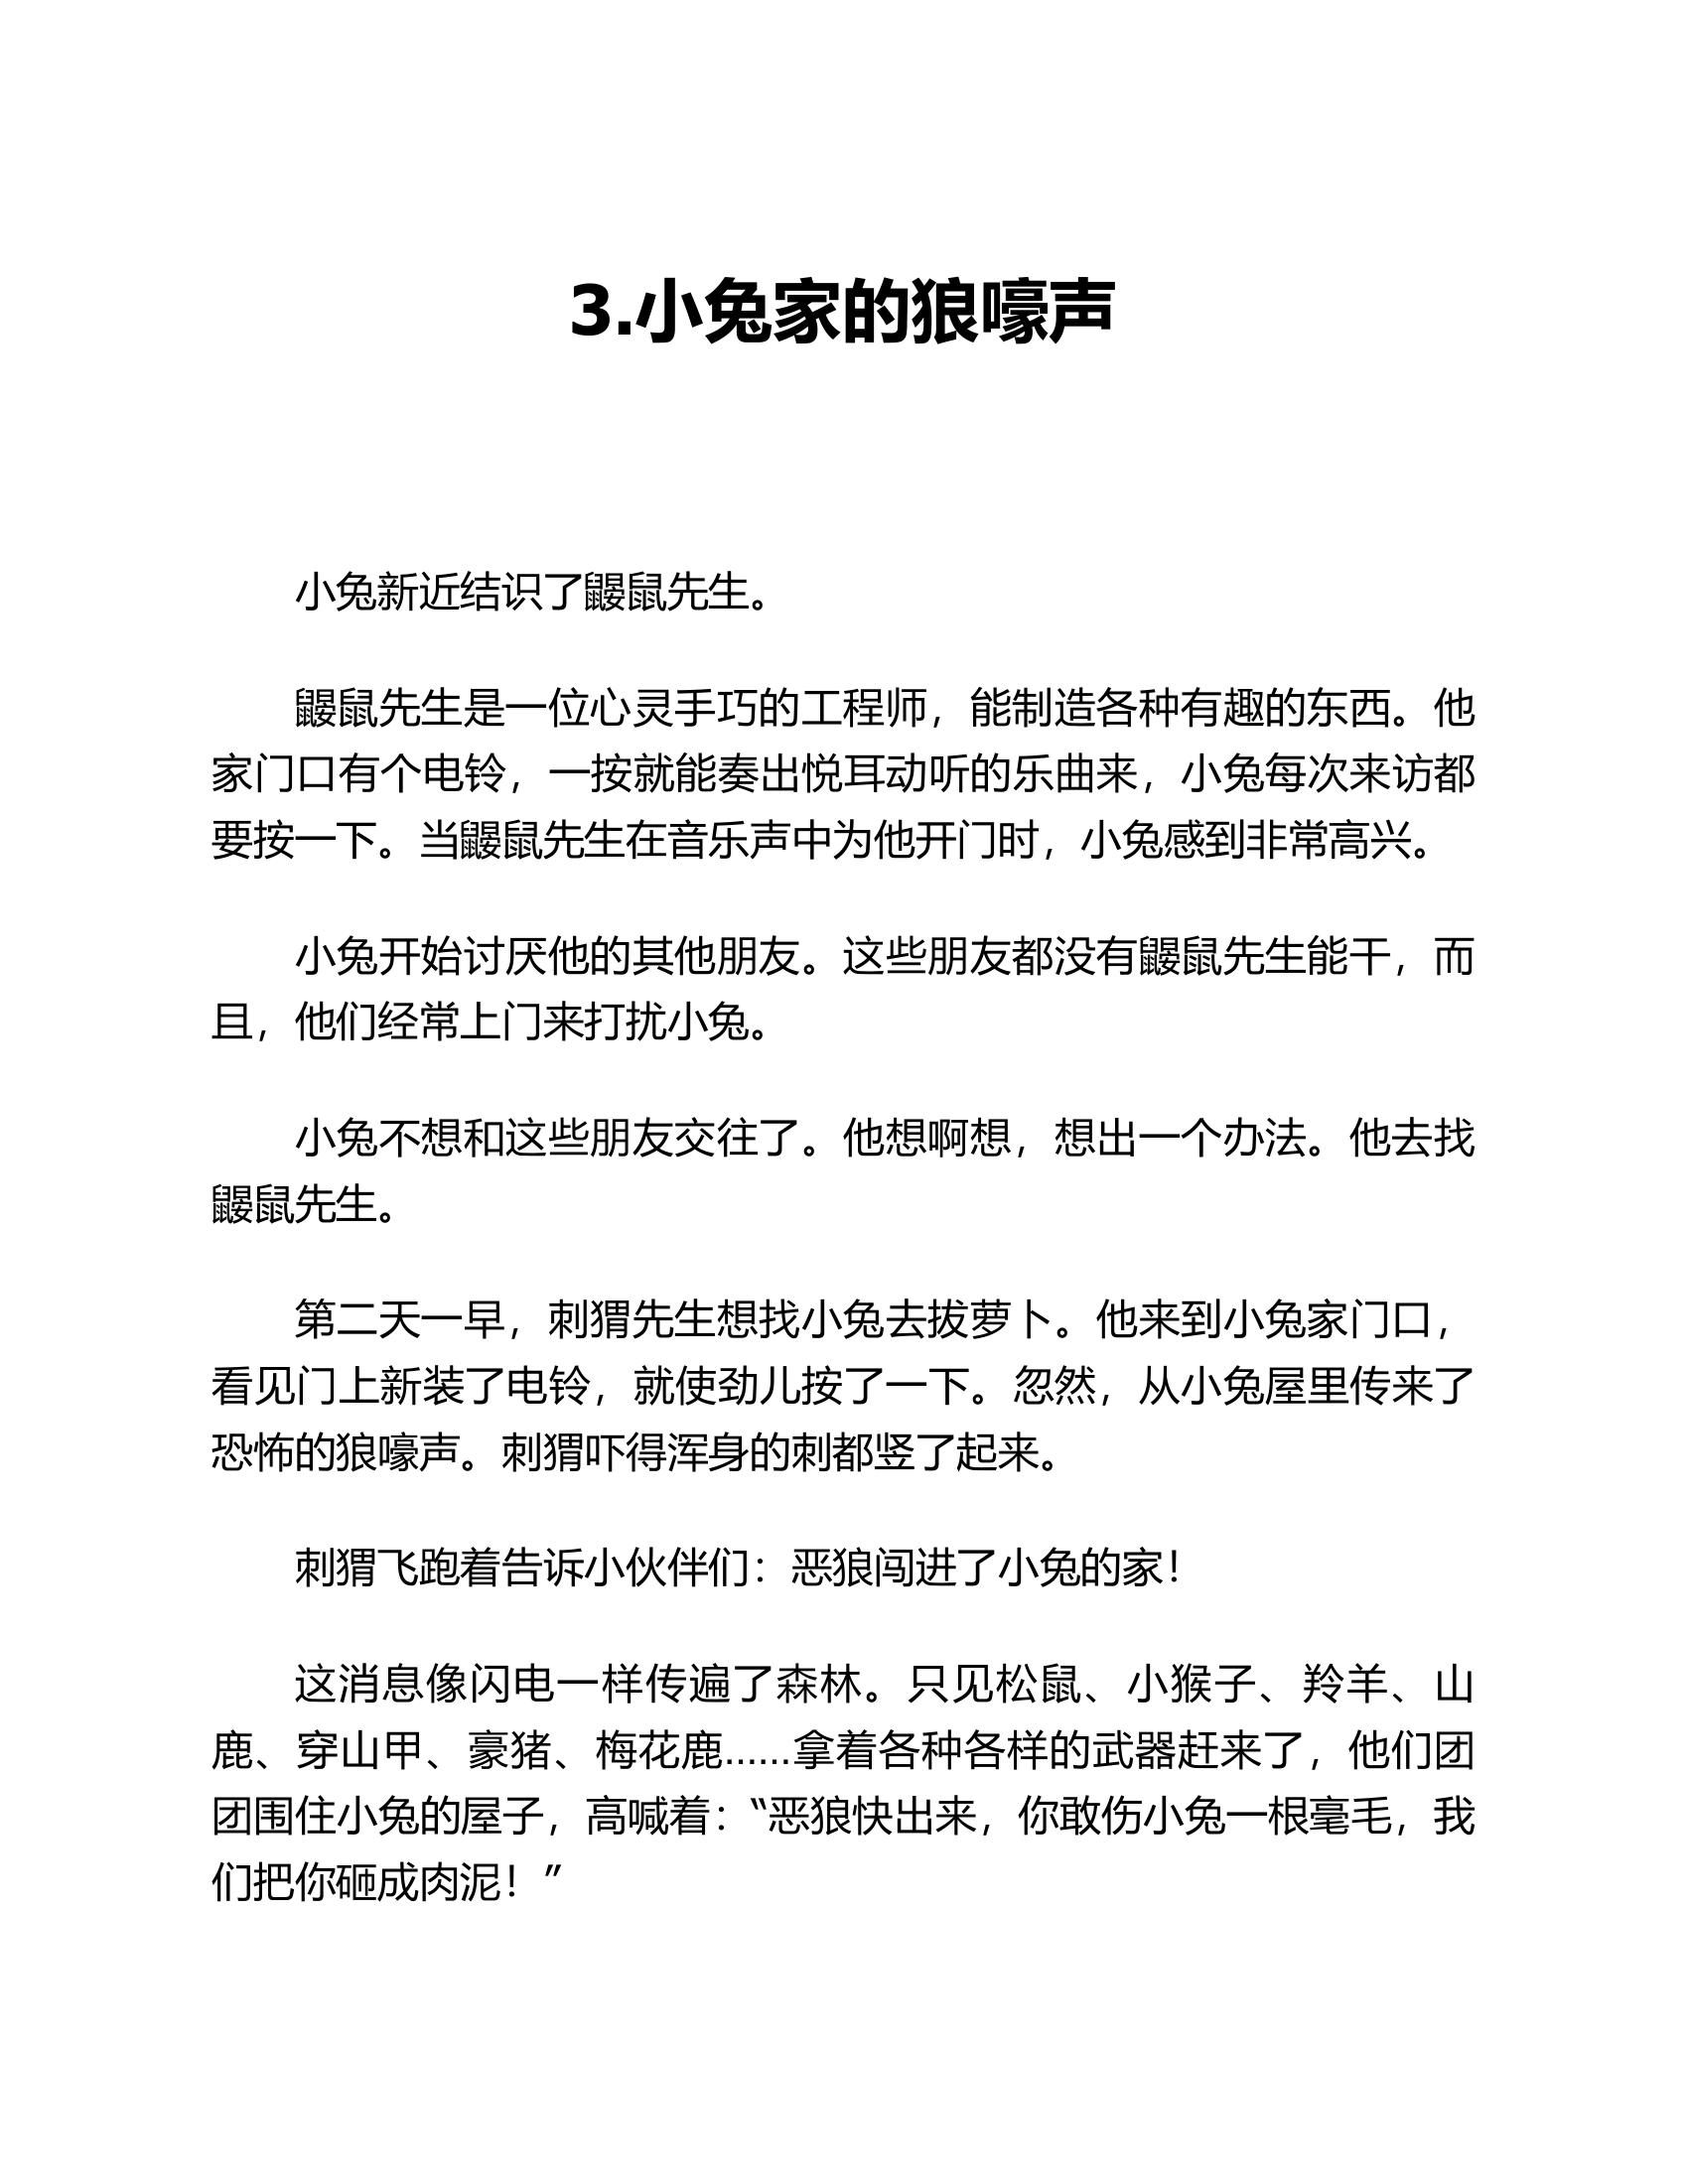 3.小兔家的狼嚎声
小兔新近结识了鼹鼠先生。
鼹鼠先生是一位心灵手巧的工程师，能制造各种有趣的东西。他
家门口有个电铃，一按就能奏出悦耳动听的乐曲来，小兔每次来访都
要按一下。当鼹鼠先生在音乐声中为他开门时，小兔感到非常高兴。
小兔开始讨厌他的其他朋友。这些朋友都没有鼹鼠先生能干，而
且，他们经常上门来打扰小兔。
小兔不想和这些朋友交往了。他想啊想，想出一个办法。他去找
鼹鼠先生。
第二天一早，刺猬先生想找小兔去拔萝卜。他来到小兔家门口，
看见门上新装了电铃，就使劲儿按了一下。忽然，从小兔屋里传来了
恐怖的狼嚎声。刺猬吓得浑身的刺都竖了起来。
刺猬飞跑着告诉小伙伴们：恶狼闯进了小兔的家！
这消息像闪电一样传遍了森林。只见松鼠、小猴子、羚羊、山
鹿、穿山甲、豪猪、梅花鹿……拿着各种各样的武器赶来了，他们团
团围住小兔的屋子，高喊着：“恶狼快出来，你敢伤小兔一根毫毛，我
们把你砸成肉泥！”